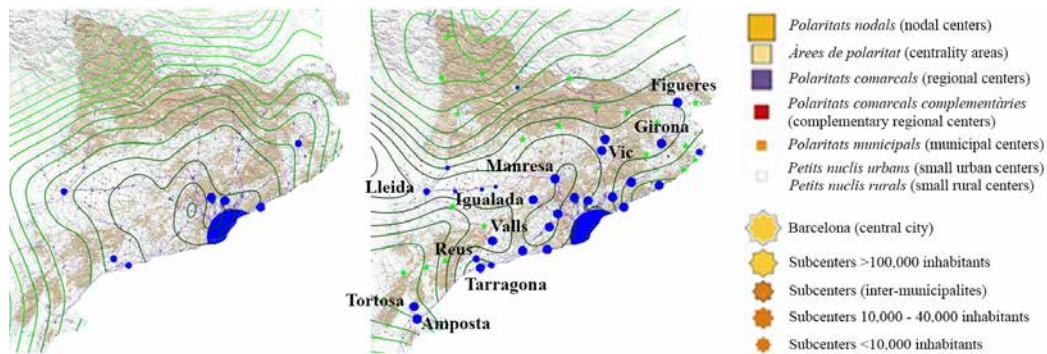 Figueres
Girona
Vic
Manresa
Lleida
Igualada
Valls
Reus
Tarragona
Tortosa
Amposta
Polaritats nodals (nodal centers)
Àrees de polaritat (centrality areas)
Polaritats comarcals (regional centers)
Polaritats comarcals complementàries
(complementary regional centers)
Polaritats municipals (municipal centers)
Petits nuclis urbans (small urban centers)
Petits nuclis rurals (small rural centers)
Barcelona (central city)
Subcenters >100,000 inhabitants
Subcenters (inter-municipalites)
Subcenters 10,000 - 40,000 inhabitants
Subcenters <10,000 inhabitants